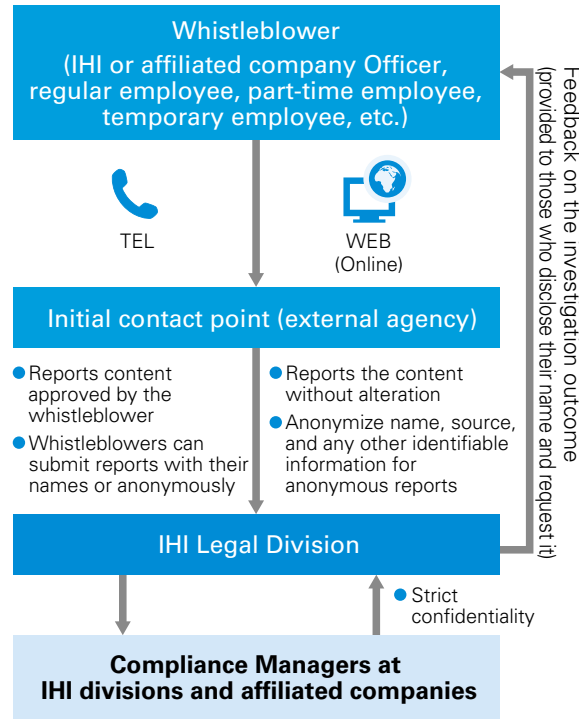 Whistleblower
(IHI or affiliated company Officer,
regular employee, part-time employee,
temporary employee, etc.)
TEL
WEB
(Online)
Initial contact point (external agency)
● Reports content
approved by the
whistleblower
● Whistleblowers can
submit reports with their
names or anonymously
● Reports the content
without alteration
● Anonymize name, source,
and any other identifiable
information for
anonymous reports
IHI Legal Division
● Strict
confidentiality
Compliance Managers at
IHI divisions and affiliated companies
Feedback on the investigation outcome
(provided to those who disclose their name and request it)